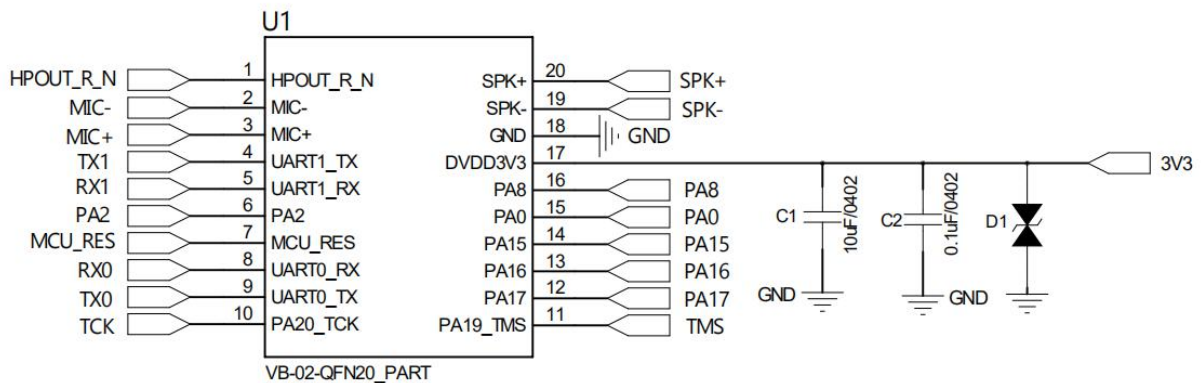 U1
HPOUT_R_N 1 HPOUT_R_N SPK+ 20 SPK+
MIC- 2 MIC- SPK- 19 SPK-
MIC+ 3 MIC+ GND 18 GND
TX1 4 UART1_TX DVDD3V3 17 3V3
RX1 5 UART1_RX PA8 16 PA8
PA2 6 PA2 PA0 15 PA0
MCU_RES 7 MCU_RES PA15 14 PA15
RX0 8 UART0_RX PA16 13 PA16
TX0 9 UART0_TX PA17 12 PA17
TCK 10 PA20_TCK PA19_TMS 11 TMS
VB-02-QFN20_PART
C1 10uF/0402
C2 0.1uF/0402
D1
GND
GND